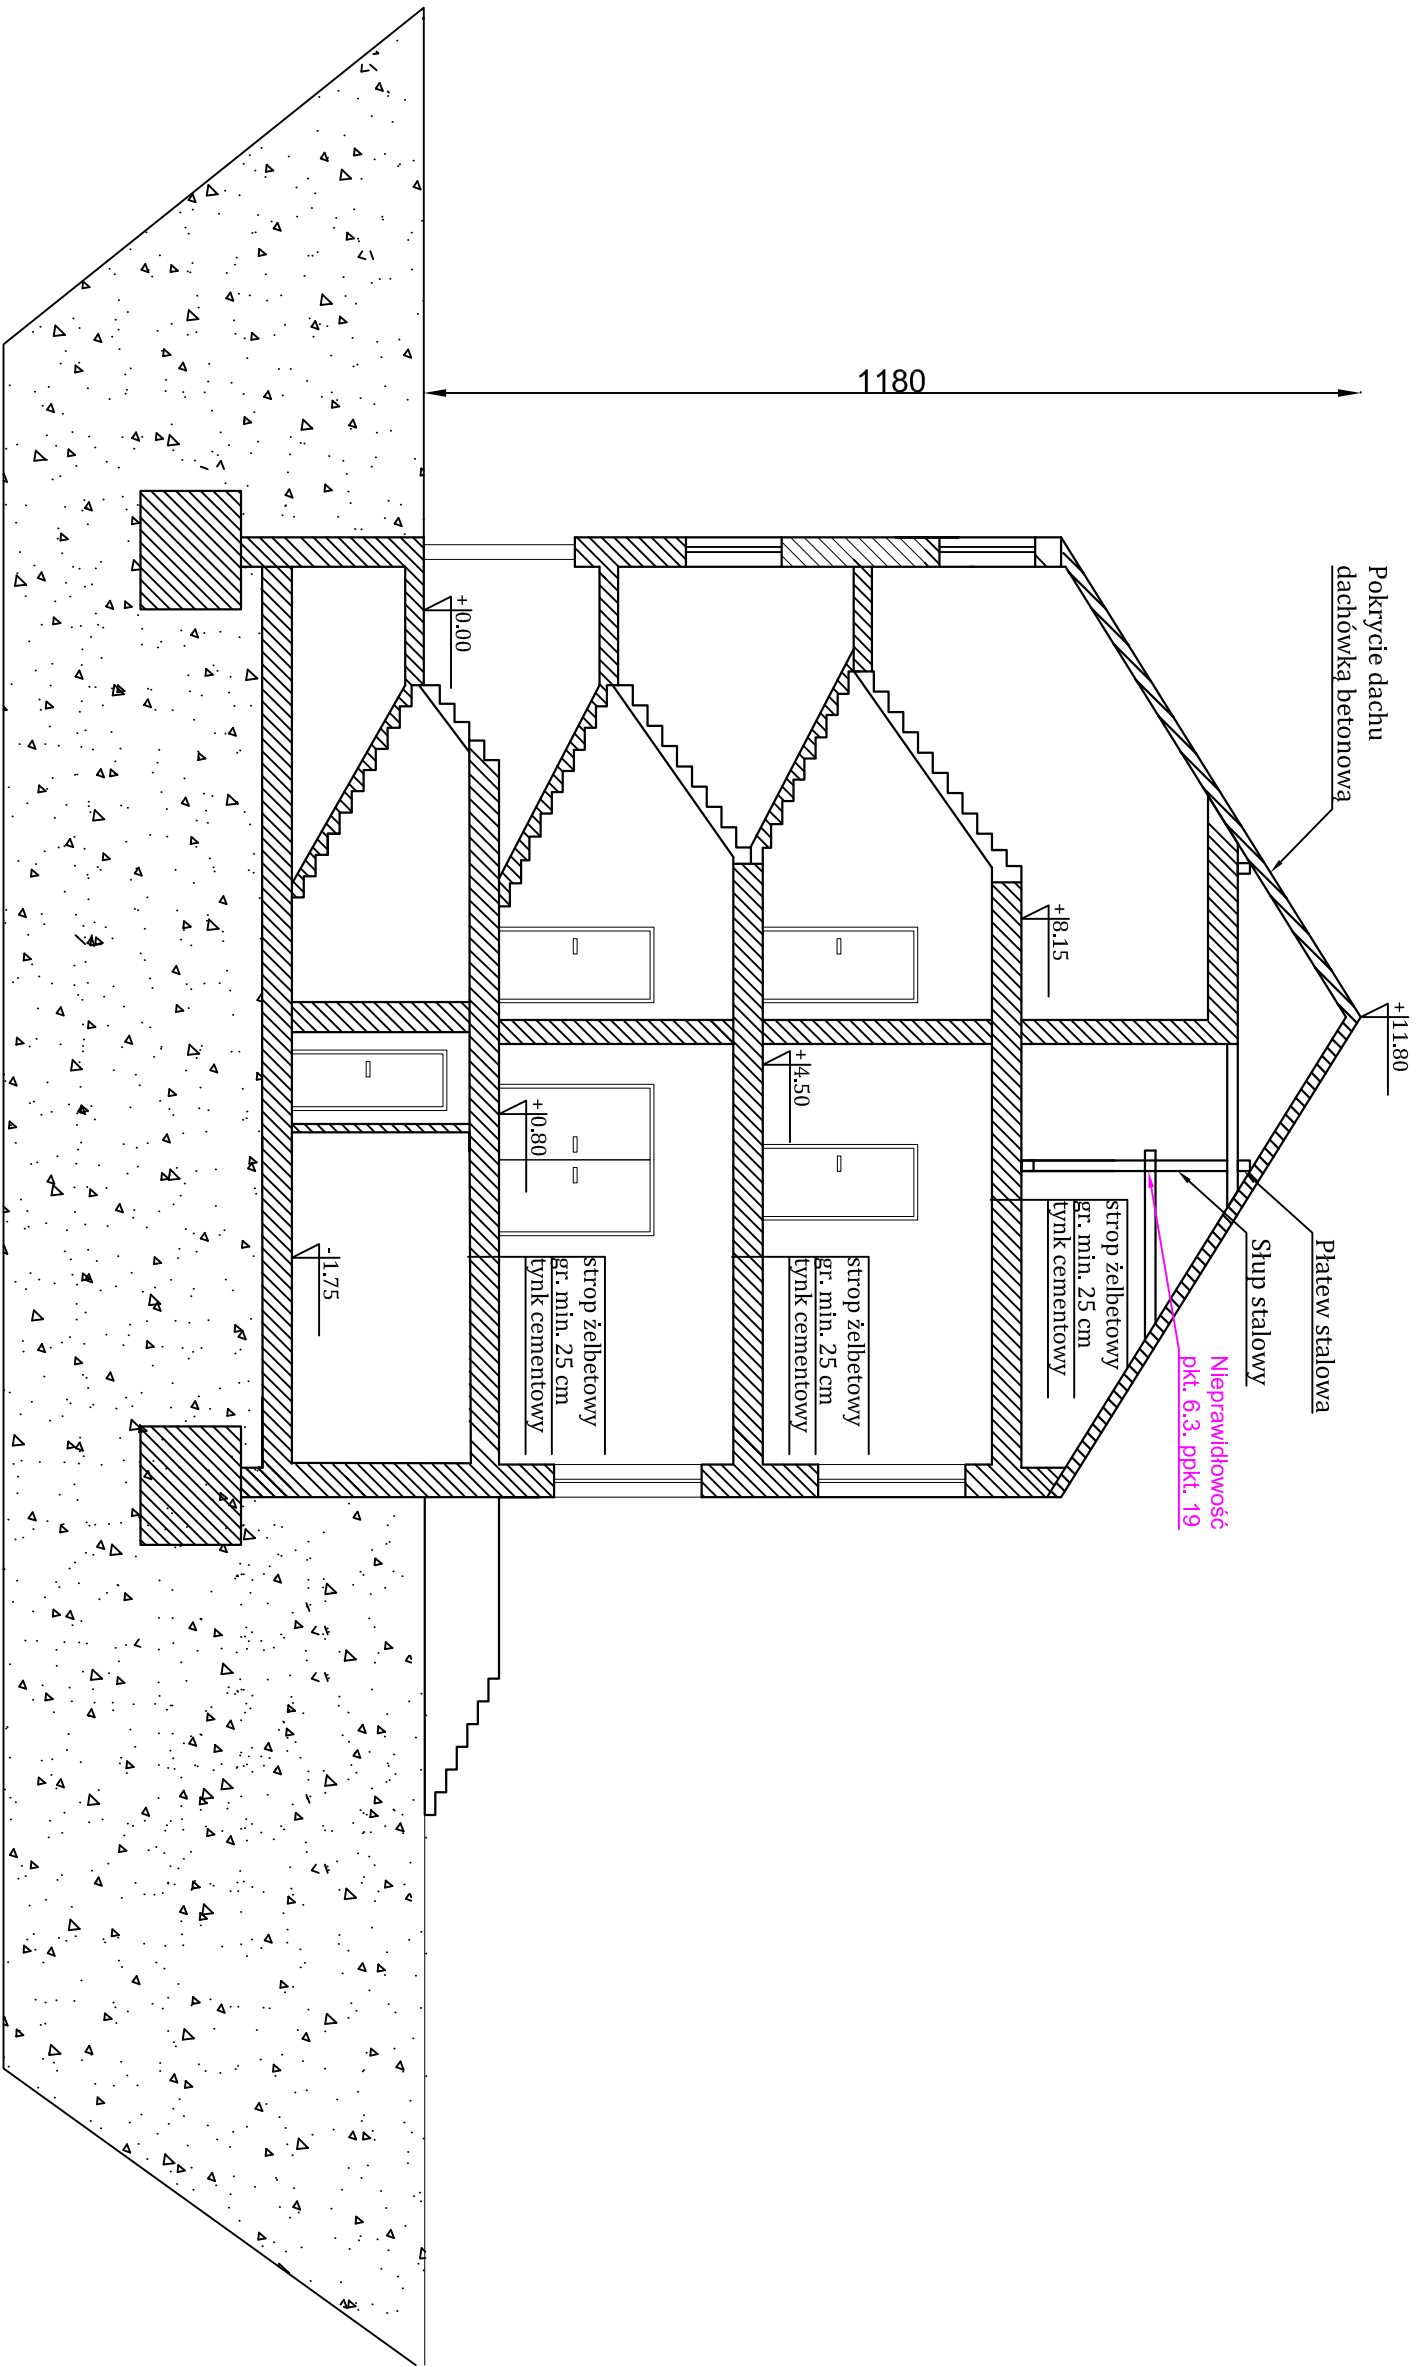 +11.80
Pokrycie dachu
dachówką betonową
Płatew stalowa
Słup stalowy
Nieprawidłowość
pkt. 6.3. ppkt. 19
+8.15
strop żelbetowy
gr. min. 25 cm
tynk cementowy
1180
+4.50
strop żelbetowy
gr. min. 25 cm
tynk cementowy
+0.80
strop żelbetowy
gr. min. 25 cm
tynk cementowy
+0.00
-1.75